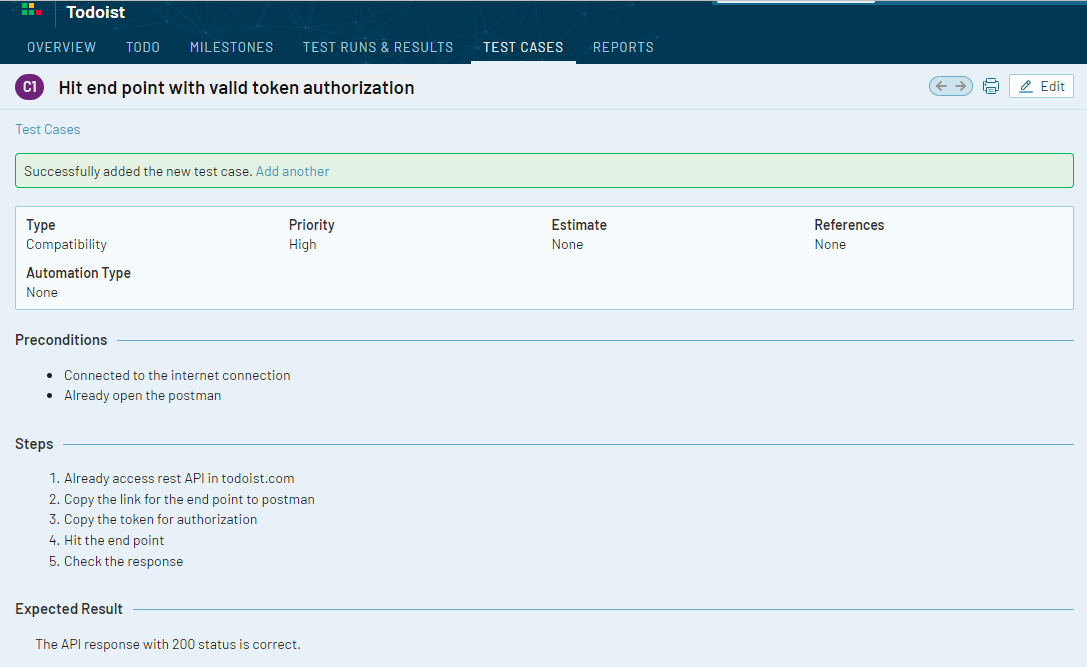 Todoist
OVERVIEW TODO MILESTONES TEST RUNS & RESULTS TEST CASES REPORTS
C1 Hit end point with valid token authorization Edit
Test Cases
Successfully added the new test case. Add another
Type Priority Estimate References
Compatibility High None None
Automation Type
None
Preconditions
• Connected to the internet connection
• Already open the postman
Steps
1. Already access rest API in todoist.com
2. Copy the link for the end point to postman
3. Copy the token for authorization
4. Hit the end point
5. Check the response
Expected Result
The API response with 200 status is correct.